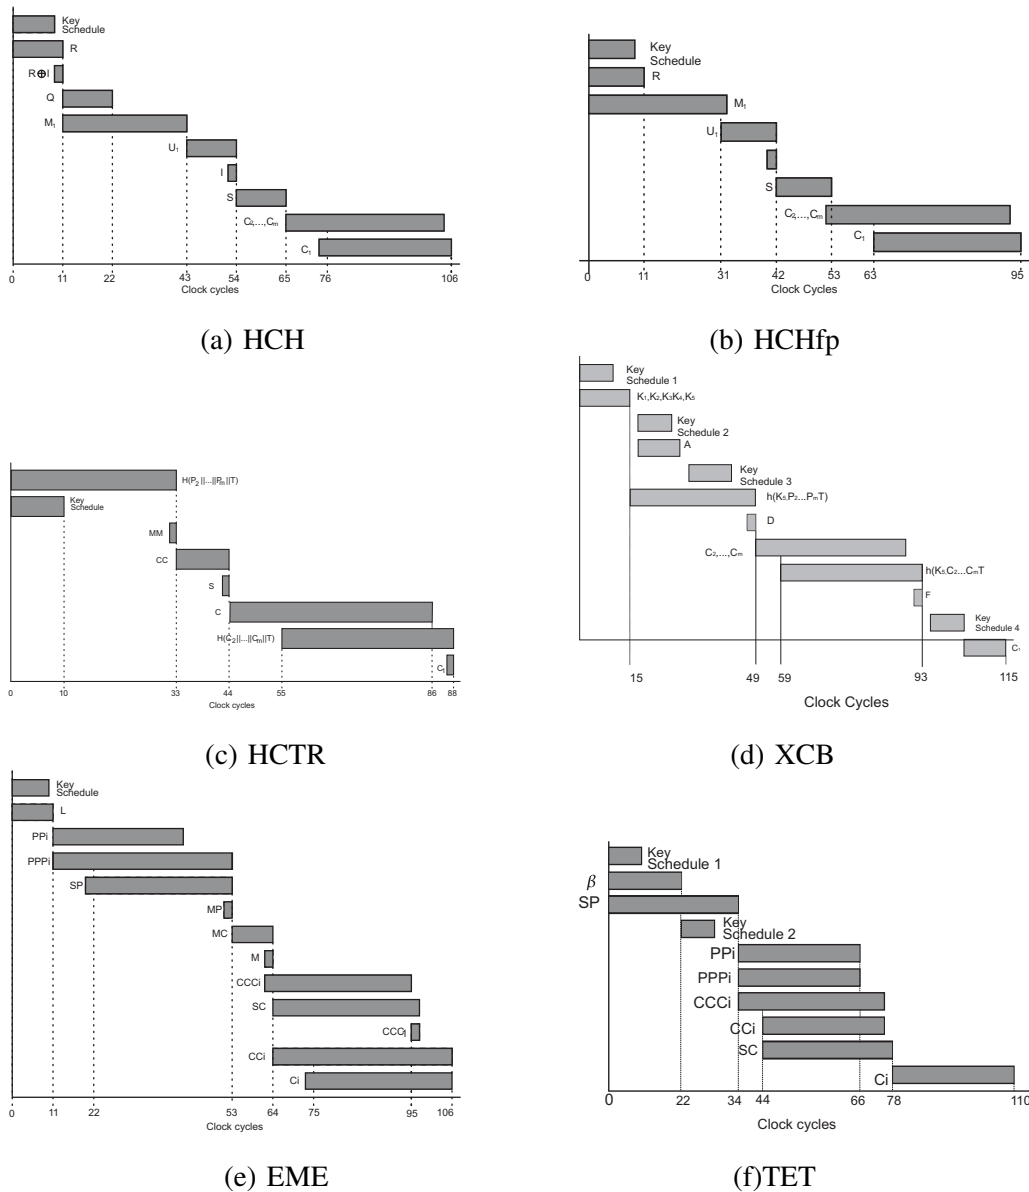 Key
Schedule
R
R⊕I
Q
M₁
U₁
I
S
C₂,...,Cₘ
C₁
0 11 22 43 54 65 76 106
Clock cycles
(a) HCH
Key
Schedule
R
M₁
U₁
S
C₂,...,Cₘ
C₁
0 11 31 42 53 63 95
Clock Cycles
(b) HCHfp
H(P₂||...||Pₘ||T)
Key
Schedule
MM
CC
S
C
H(C₂||...||Cₘ||T)
C₁
0 10 33 44 55 86 88
Clock cycles
(c) HCTR
Key
Schedule 1
K₁,K₂,K₃K₄,K₅
Key
Schedule 2
A
Key
Schedule 3
h(K₅,P₂...PₘT)
D
C₂,...,Cₘ
h(K₅,C₂...CₘT
F
Key
Schedule 4
C₁
15 49 59 93 115
Clock Cycles
(d) XCB
Key
Schedule
L
PPi
PPPi
SP
MP
MC
M
CCCi
SC
CCC₁
CCi
Ci
0 11 22 53 64 75 95 106
Clock cycles
(e) EME
Key
Schedule 1
β
SP
Key
Schedule 2
PPi
PPPi
CCCi
CCi
SC
Ci
0 22 34 44 66 78 110
Clock cycles
(f)TET